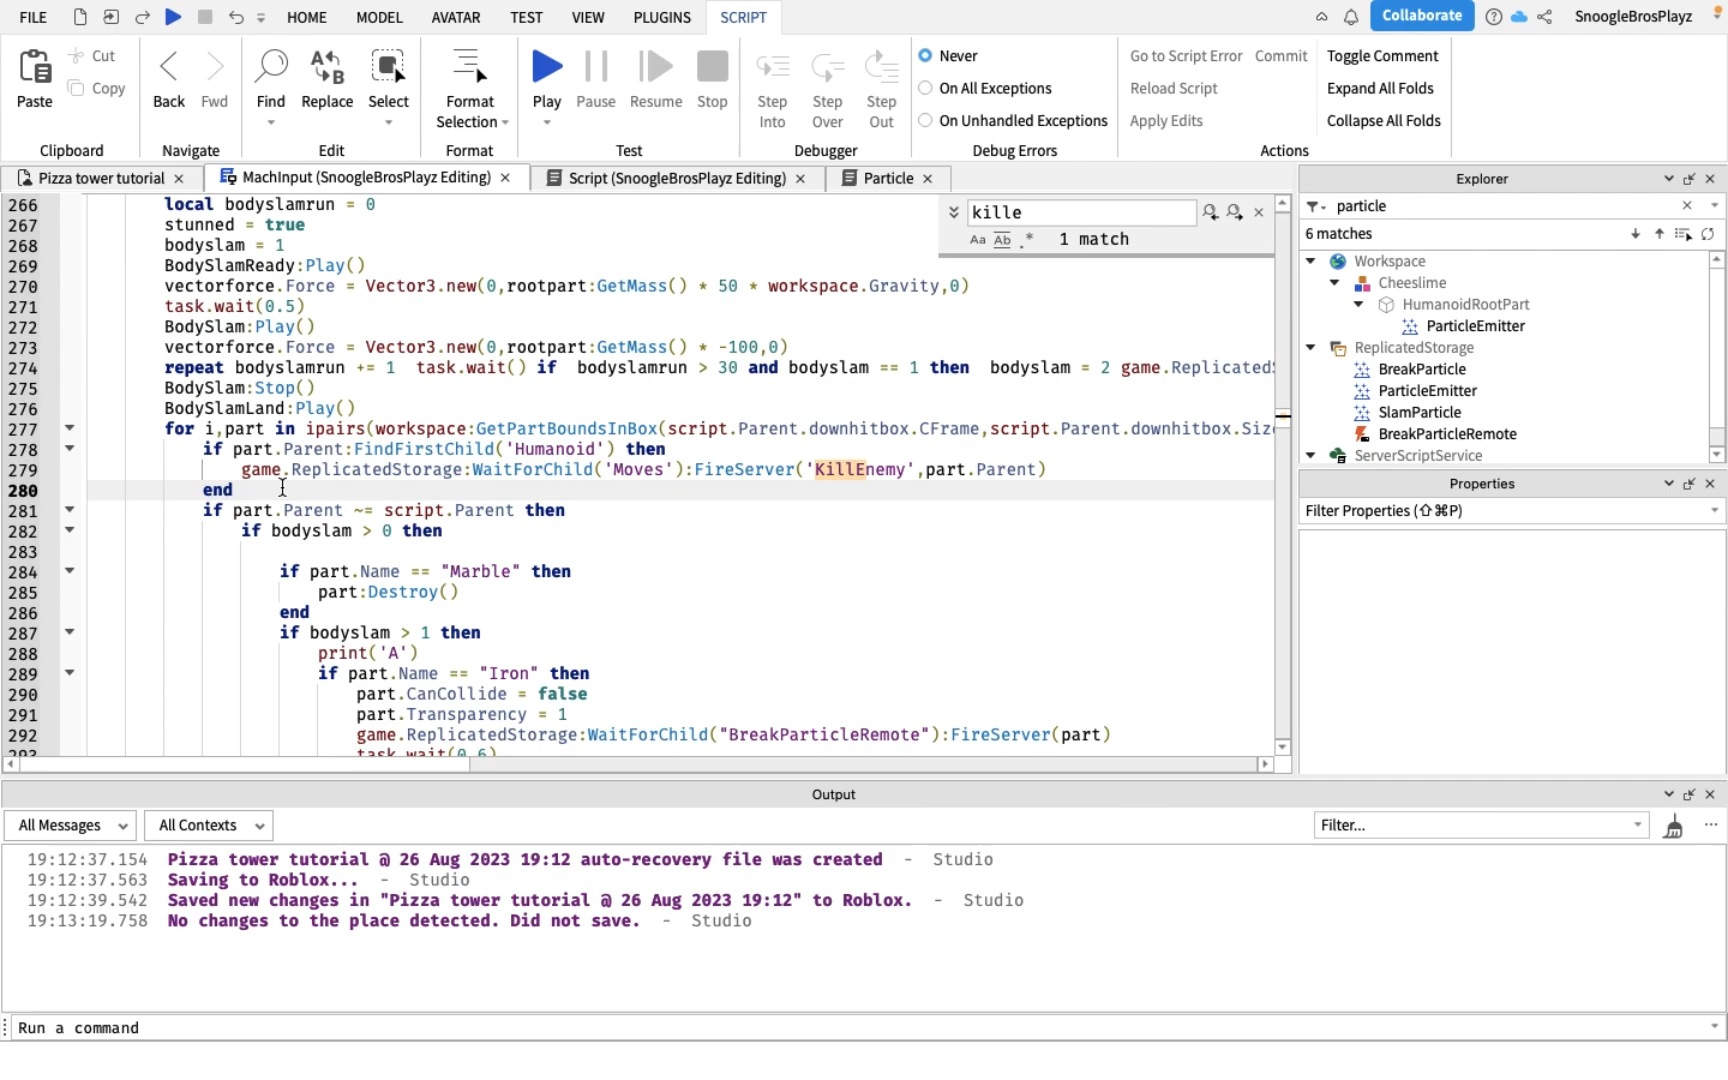 FILE HOME MODEL AVATAR TEST VIEW PLUGINS SCRIPT Collaborate SnoogleBrosPlayz
Paste Cut Copy Back Fwd Find Replace Select Format Selection Play Pause Resume Stop Step Into Step Over Step Out
Never
On All Exceptions
On Unhandled Exceptions
Go to Script Error Commit Toggle Comment
Reload Script Expand All Folds
Apply Edits Collapse All Folds
Clipboard Navigate Edit Format Test Debugger Debug Errors Actions
Pizza tower tutorial MachInput (SnoogleBrosPlayz Editing) Script (SnoogleBrosPlayz Editing) Particle
kille
Aa Ab .* 1 match
266 local bodyslamrun = 0
267 stunned = true
268 bodyslam = 1
269 BodySlamReady:Play()
270 vectorforce.Force = Vector3.new(0,rootpart:GetMass() * 50 * workspace.Gravity,0)
271 task.wait(0.5)
272 BodySlam:Play()
273 vectorforce.Force = Vector3.new(0,rootpart:GetMass() * -100,0)
274 repeat bodyslamrun += 1  task.wait() if  bodyslamrun > 30 and bodyslam == 1 then  bodyslam = 2 game.ReplicatedS
275 BodySlam:Stop()
276 BodySlamLand:Play()
277 for i,part in ipairs(workspace:GetPartBoundsInBox(script.Parent.downhitbox.CFrame,script.Parent.downhitbox.Size
278 if part.Parent:FindFirstChild('Humanoid') then
279 game.ReplicatedStorage:WaitForChild('Moves'):FireServer('KillEnemy',part.Parent)
280 end
281 if part.Parent ~= script.Parent then
282 if bodyslam > 0 then
283
284 if part.Name == "Marble" then
285 part:Destroy()
286 end
287 if bodyslam > 1 then
288 print('A')
289 if part.Name == "Iron" then
290 part.CanCollide = false
291 part.Transparency = 1
292 game.ReplicatedStorage:WaitForChild("BreakParticleRemote"):FireServer(part)
293 task.wait(0.6)
Explorer
particle
6 matches
Workspace
Cheeslime
HumanoidRootPart
ParticleEmitter
ReplicatedStorage
BreakParticle
ParticleEmitter
SlamParticle
BreakParticleRemote
ServerScriptService
Properties
Filter Properties (⇧⌘P)
Output
All Messages All Contexts Filter...
19:12:37.154 Pizza tower tutorial @ 26 Aug 2023 19:12 auto-recovery file was created - Studio
19:12:37.563 Saving to Roblox... - Studio
19:12:39.542 Saved new changes in "Pizza tower tutorial @ 26 Aug 2023 19:12" to Roblox. - Studio
19:13:19.758 No changes to the place detected. Did not save. - Studio
Run a command